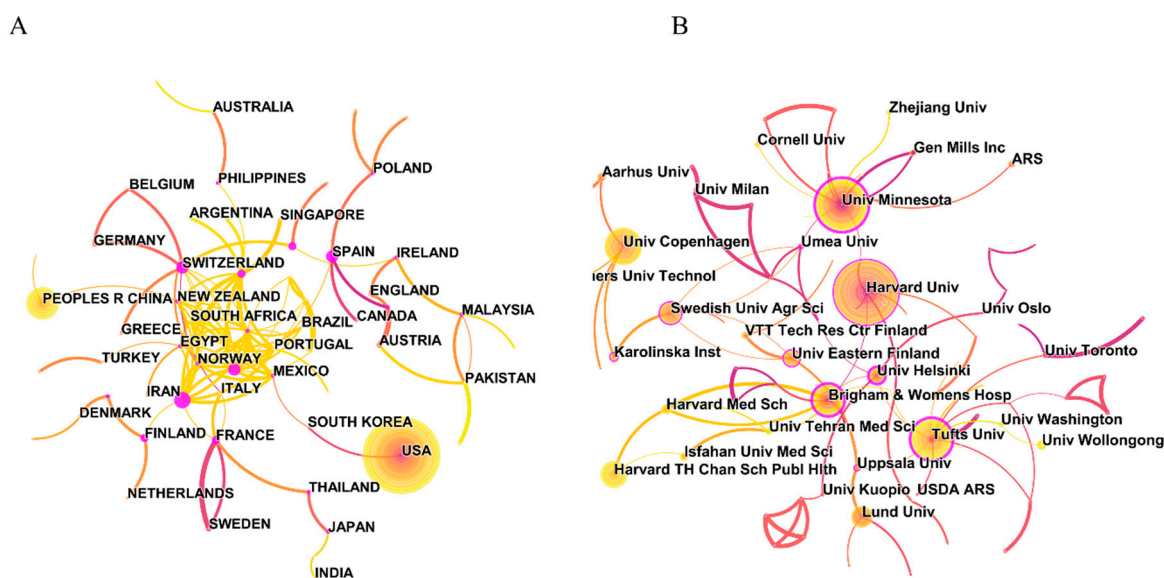 A
AUSTRALIA
POLAND
BELGIUM
PHILIPPINES
ARGENTINA
SINGAPORE
GERMANY
SPAIN
IRELAND
SWITZERLAND
ENGLAND
PEOPLES R CHINA
NEW ZEALAND
MALAYSIA
SOUTH AFRICA
BRAZIL
CANADA
GREECE
EGYPT
PORTUGAL
AUSTRIA
TURKEY
NORWAY
MEXICO
PAKISTAN
IRAN
ITALY
DENMARK
SOUTH KOREA
FINLAND
FRANCE
USA
NETHERLANDS
THAILAND
SWEDEN
JAPAN
INDIA
B
Zhejiang Univ
Cornell Univ
Gen Mills Inc
ARS
Aarhus Univ
Univ Milan
Univ Minnesota
Univ Copenhagen
Umea Univ
iers Univ Technol
Harvard Univ
Swedish Univ Agr Sci
Univ Oslo
VTT Tech Res Ctr Finland
Karolinska Inst
Univ Eastern Finland
Univ Toronto
Univ Helsinki
Brigham & Womens Hosp
Harvard Med Sch
Univ Washington
Univ Tehran Med Sci
Tufts Univ
Univ Wollongong
Isfahan Univ Med Sci
Harvard TH Chan Sch Publ Hlth
Uppsala Univ
Univ Kuopio
USDA ARS
Lund Univ